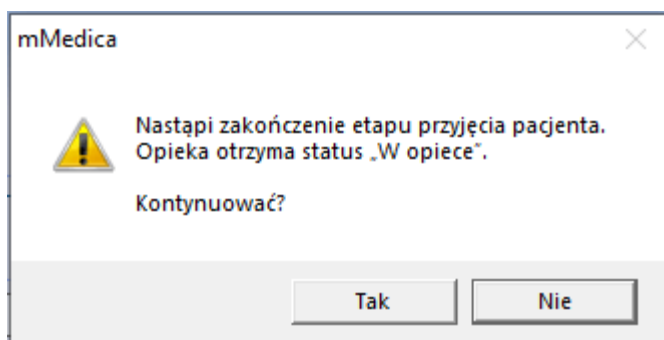 mMedica
Nastąpi zakończenie etapu przyjęcia pacjenta.
Opieka otrzyma status „W opiece”.
Kontynuować?
Tak
Nie